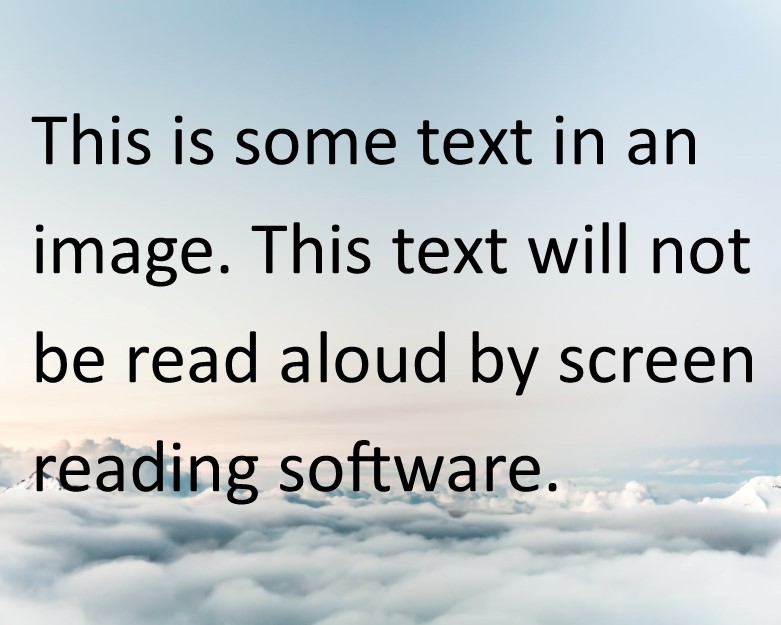 This is some text in an
image. This text will not
be read aloud by screen
reading software.